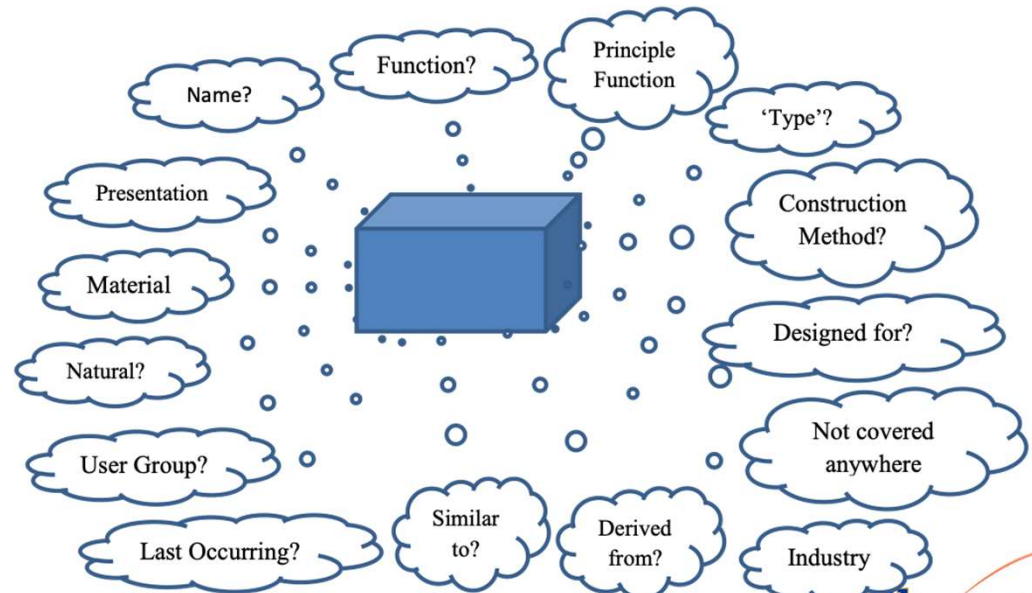 Name?
Function?
Principle
Function
‘Type’?
Presentation
Construction
Method?
Material
Designed for?
Natural?
Not covered
anywhere
User Group?
Similar
to?
Derived
from?
Last Occurring?
Industry